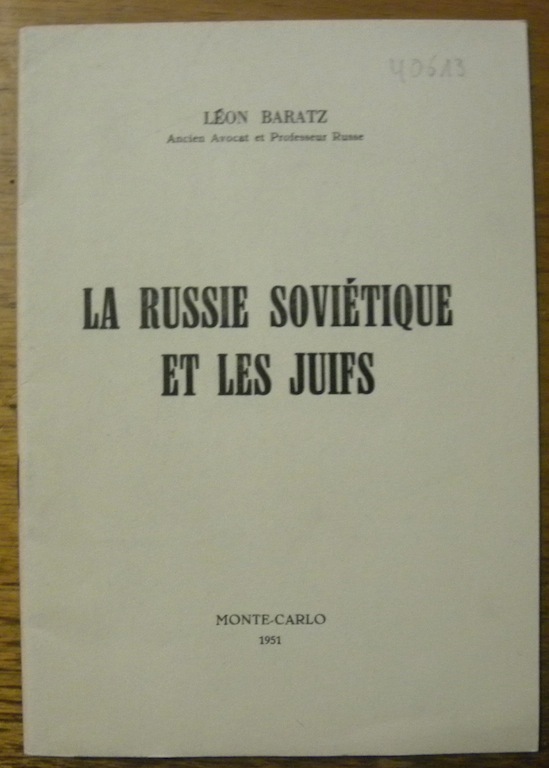 40613
LÉON BARATZ
Ancien Avocat et Professeur Russe
LA RUSSIE SOVIÉTIQUE
ET LES JUIFS
MONTE-CARLO
1951